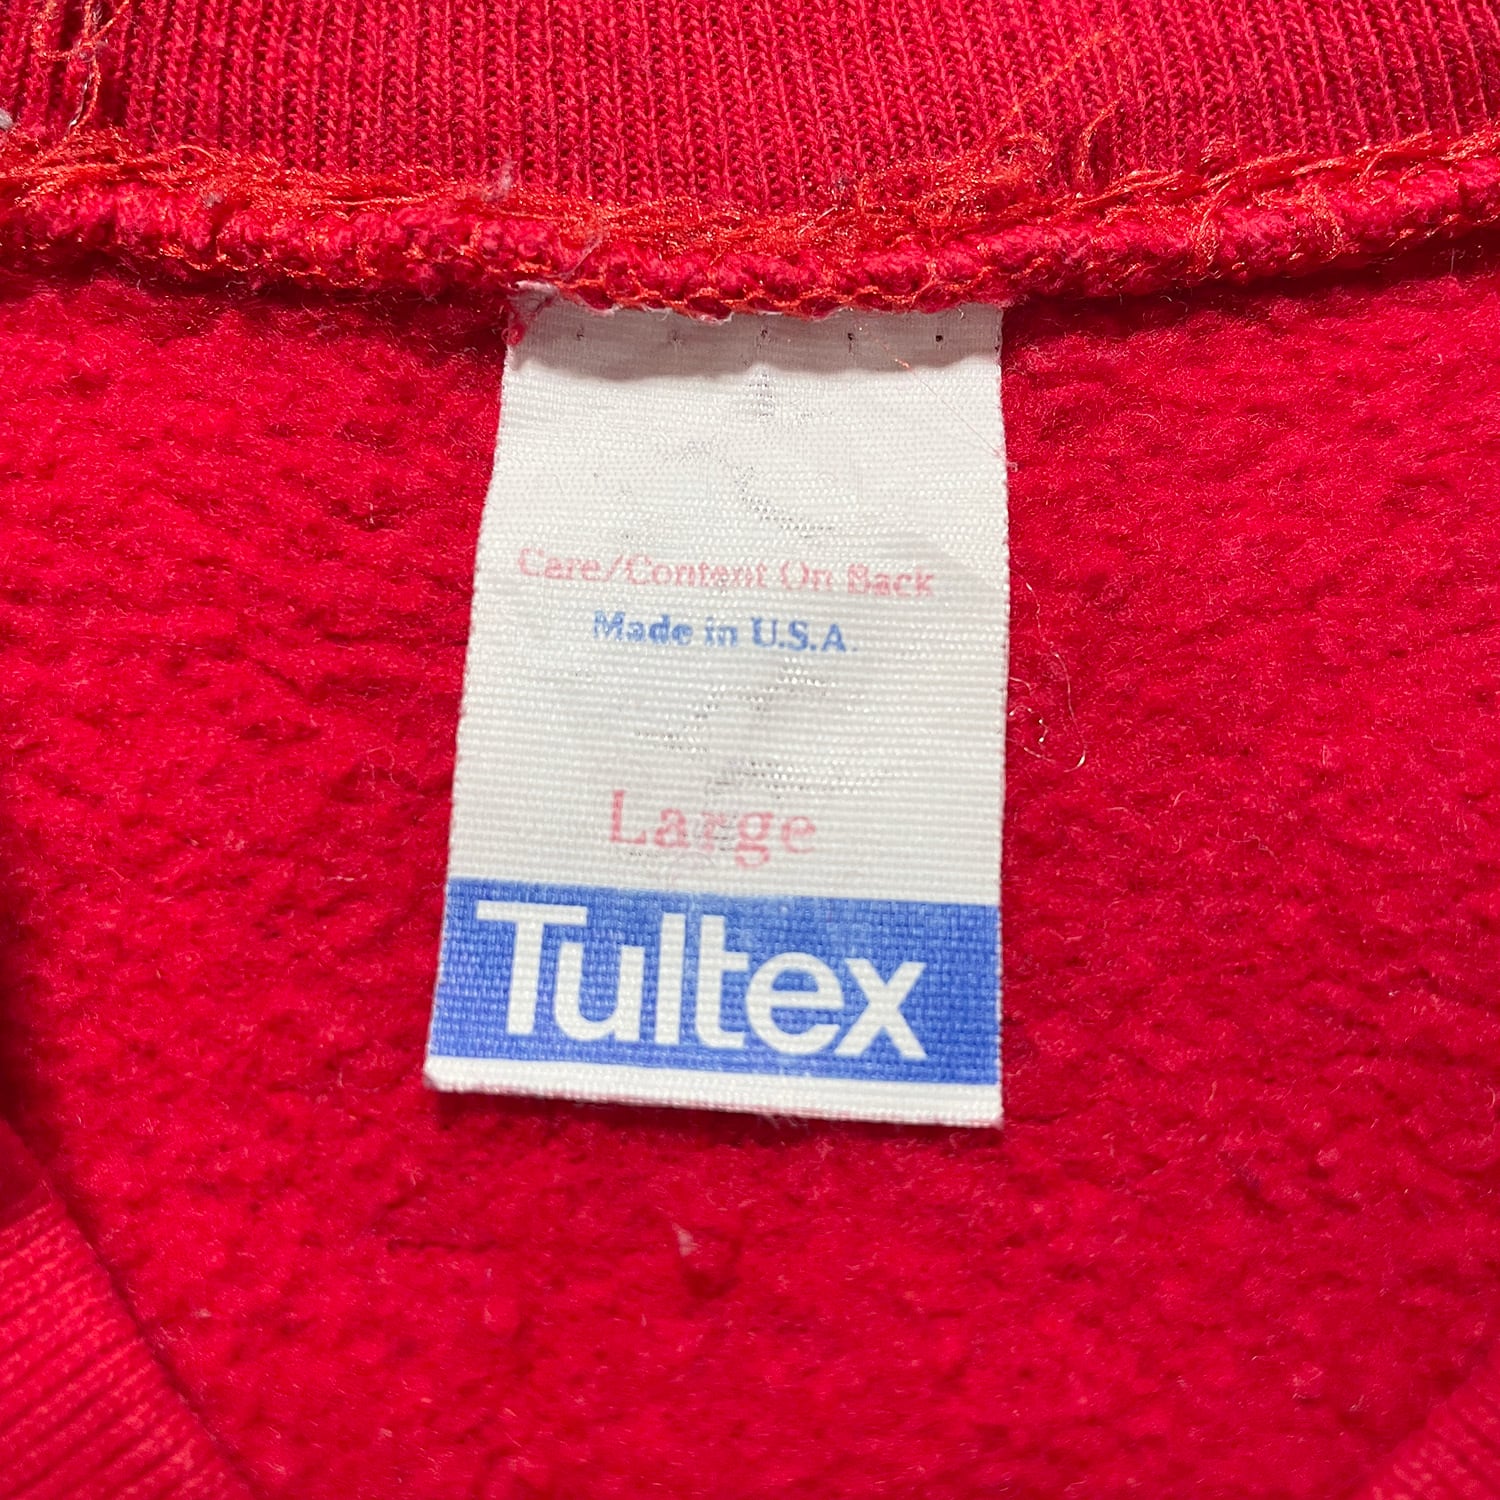 Care/Content On Back
Made in U.S.A.
Large
Tultex